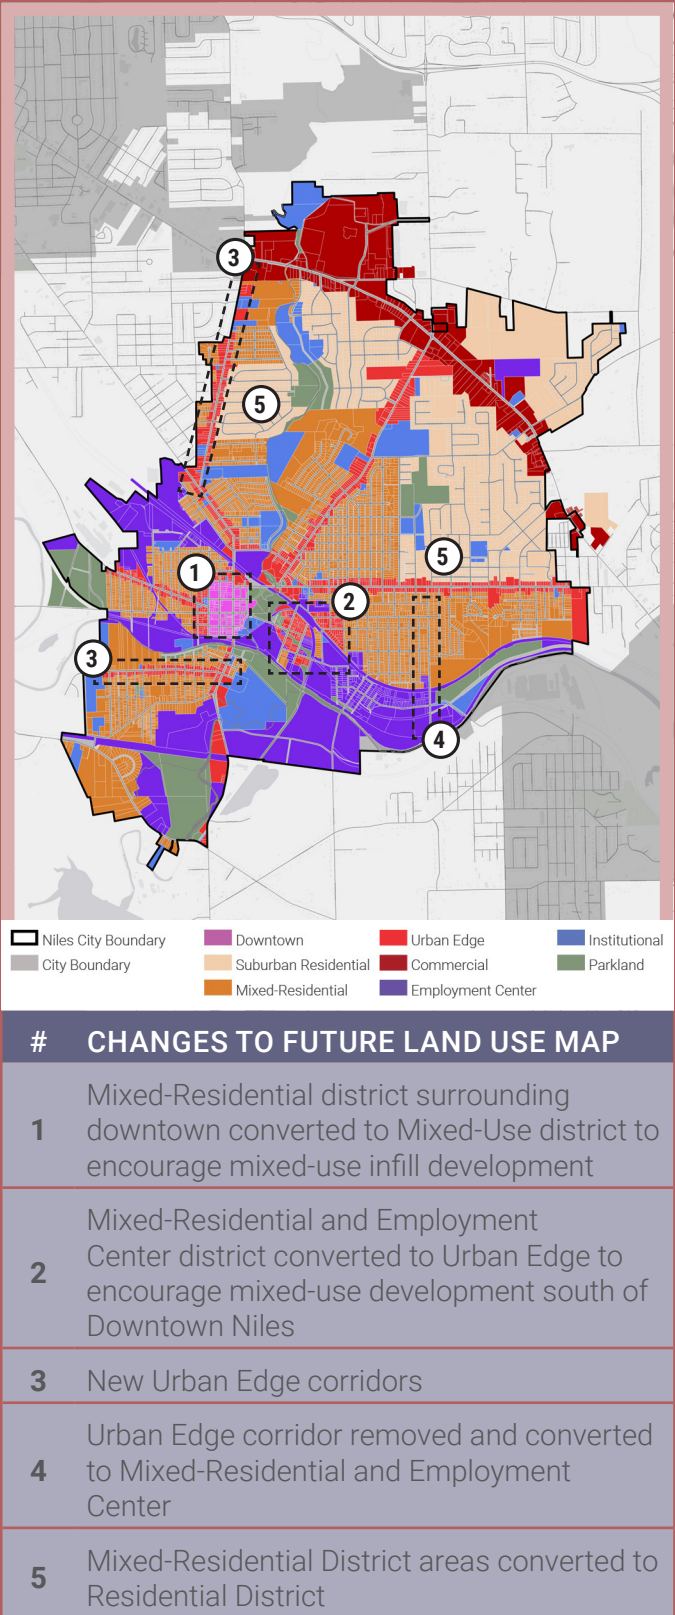 3
5
1
5
2
3
4
Niles City Boundary
Downtown
Urban Edge
Institutional
City Boundary
Suburban Residential
Commercial
Parkland
Mixed-Residential
Employment Center
# CHANGES TO FUTURE LAND USE MAP
1
Mixed-Residential district surrounding
downtown converted to Mixed-Use district to
encourage mixed-use infill development
2
Mixed-Residential and Employment
Center district converted to Urban Edge to
encourage mixed-use development south of
Downtown Niles
3 New Urban Edge corridors
4
Urban Edge corridor removed and converted
to Mixed-Residential and Employment
Center
5
Mixed-Residential District areas converted to
Residential District